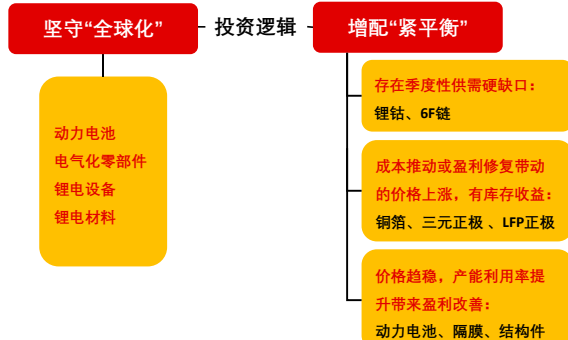 坚守“全球化”
投资逻辑
增配“紧平衡”
动力电池
电气化零部件
锂电设备
锂电材料
存在季度性供需硬缺口：
锂钴、6F链
成本推动或盈利修复带动
的价格上涨，有库存收益：
铜箔、三元正极 、LFP正极
价格趋稳，产能利用率提
升带来盈利改善：
动力电池、隔膜、结构件